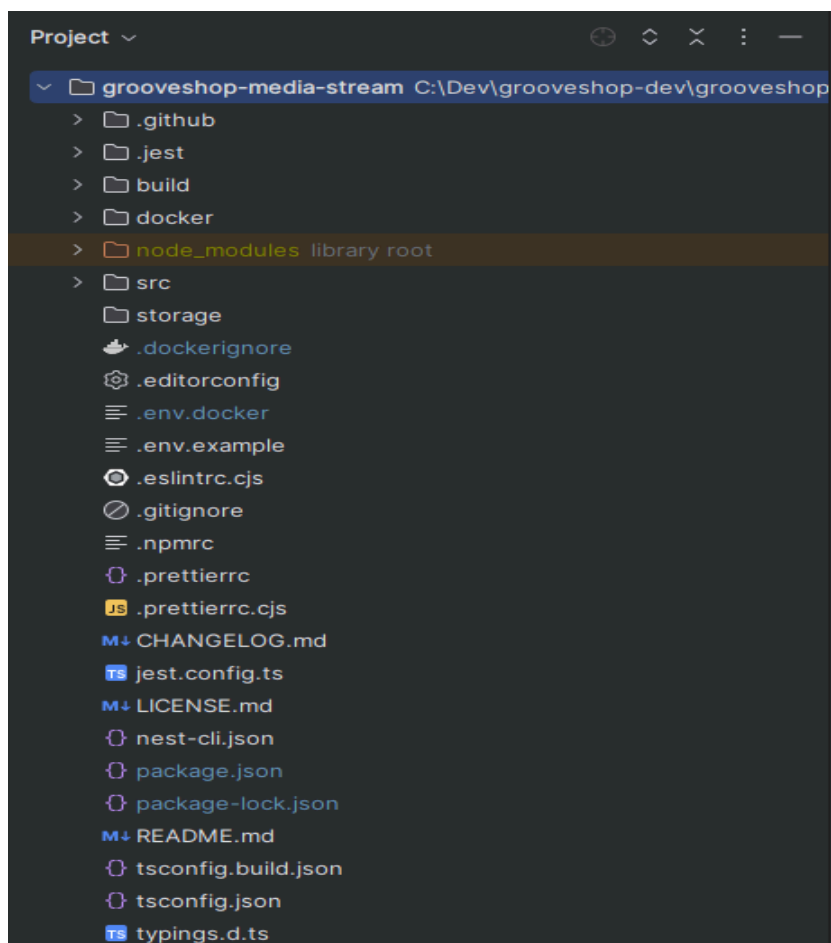 Project
grooveshop-media-stream C:\Dev\grooveshop-dev\grooveshop
.github
.jest
build
docker
node_modules library root
src
storage
.dockerignore
.editorconfig
.env.docker
.env.example
.eslintrc.cjs
.gitignore
.npmrc
{} .prettierrc
JS .prettierrc.cjs
M↓ CHANGELOG.md
TS jest.config.ts
M↓ LICENSE.md
{} nest-cli.json
{} package.json
{} package-lock.json
M↓ README.md
{} tsconfig.build.json
{} tsconfig.json
TS typings.d.ts